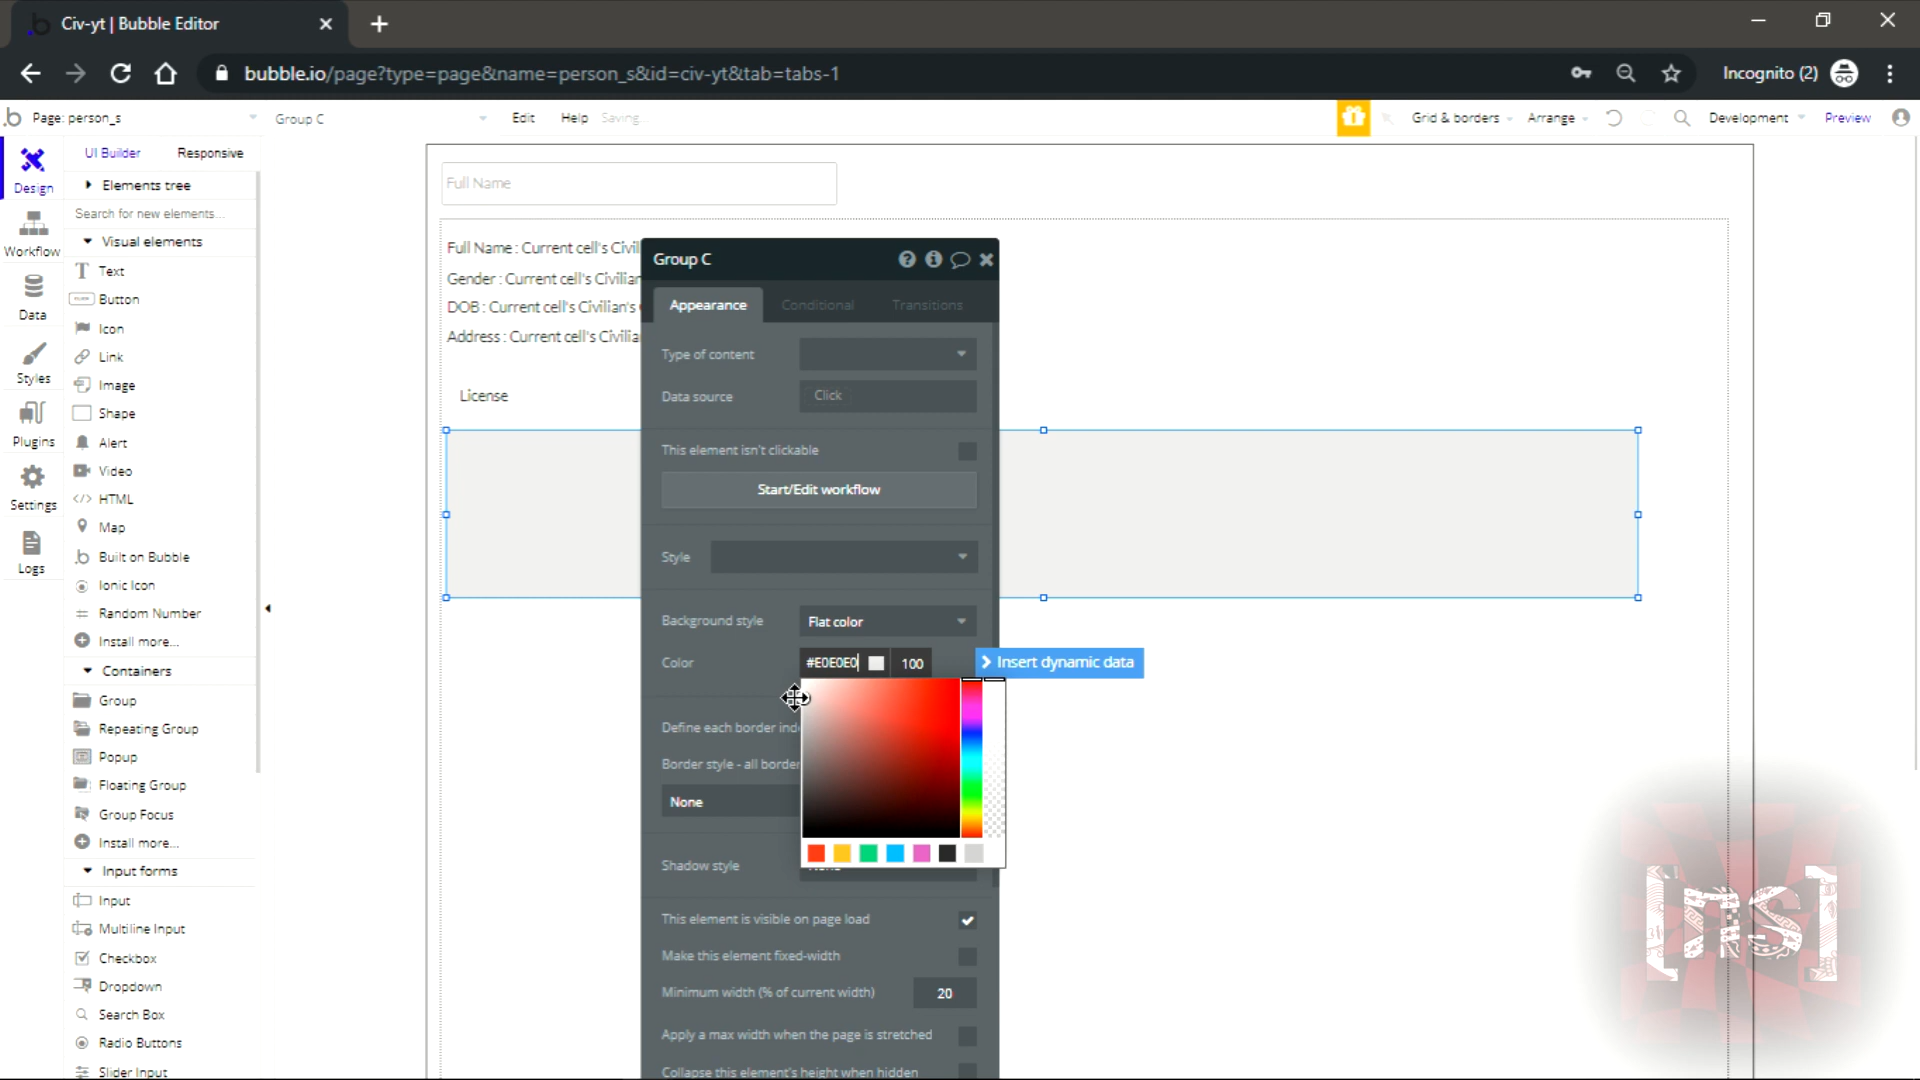 Civ-yt | Bubble Editor
bubble.io/page?type=page&name=person_s&id=civ-yt&tab=tabs-1
Incognito (2)
Page: person_s
Group C
Edit
Help
Saving...
Grid & borders
Arrange
Development
Preview
UI Builder
Responsive
Design
Workflow
Data
Styles
Plugins
Settings
Logs
Elements tree
Search for new elements...
Visual elements
Text
Button
Icon
Link
Image
Shape
Alert
Video
HTML
Map
Built on Bubble
Ionic Icon
Random Number
Install more...
Containers
Group
Repeating Group
Popup
Floating Group
Group Focus
Install more...
Input forms
Input
Multiline Input
Checkbox
Dropdown
Search Box
Radio Buttons
Slider Input
Full Name
Full Name : Current cell's Civil
Gender : Current cell's Civilian
DOB : Current cell's Civilian's
Address : Current cell's Civilia
License
Group C
Appearance
Conditional
Transitions
Type of content
Data source
Click
This element isn't clickable
Start/Edit workflow
Style
Background style
Flat color
Color
#E0E0E0
100
Insert dynamic data
Define each border inde
Border style - all border
None
Shadow style
This element is visible on page load
Make this element fixed-width
Minimum width (% of current width)
20
Apply a max width when the page is stretched
Collapse this element's height when hidden
[ns]